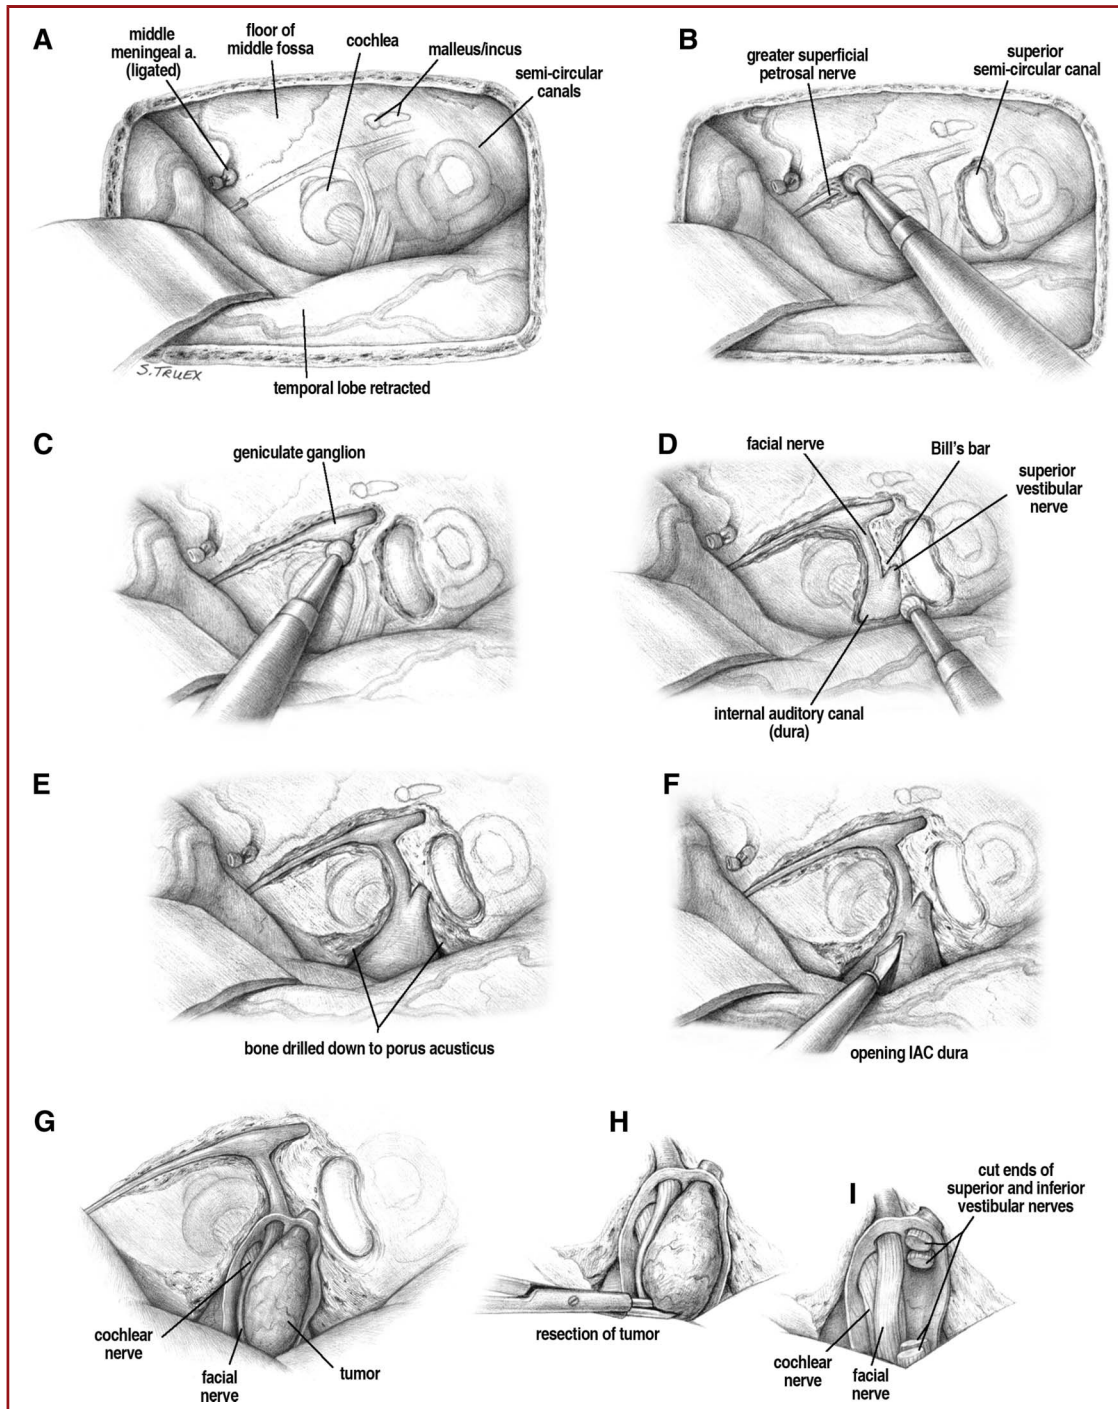 A
middle
meningeal a.
(ligated)
floor of
middle fossa
cochlea
malleus/incus
semi-circular
canals
temporal lobe retracted
S. TRUEX
B
greater superficial
petrosal nerve
superior
semi-circular canal
C
geniculate ganglion
D
facial nerve
Bill's bar
superior
vestibular
nerve
internal auditory canal
(dura)
E
bone drilled down to porus acusticus
F
opening IAC dura
G
cochlear
nerve
facial
nerve
tumor
H
resection of tumor
I
cut ends of
superior and inferior
vestibular nerves
cochlear
nerve
facial
nerve